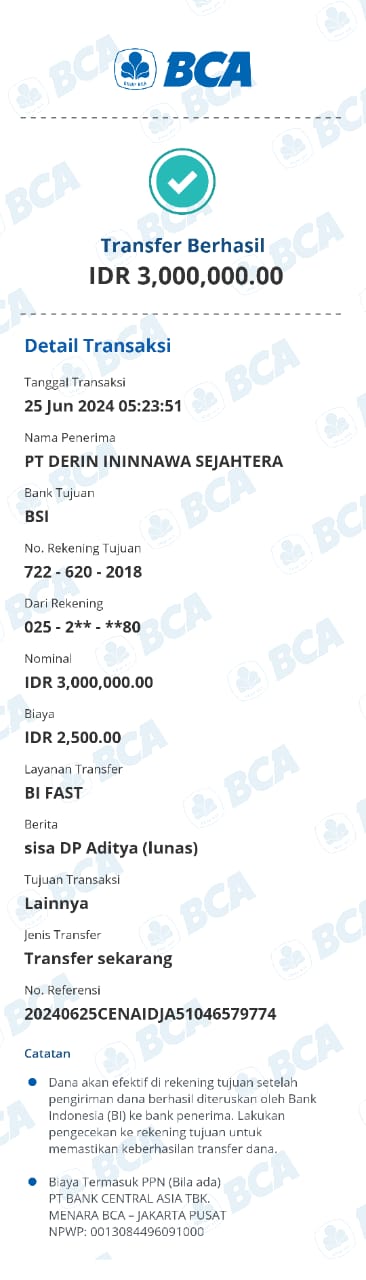 BCA
Transfer Berhasil
IDR 3,000,000.00
Detail Transaksi
Tanggal Transaksi
25 Jun 2024 05:23:51
Nama Penerima
PT DERIN ININNAWA SEJAHTERA
Bank Tujuan
BSI
No. Rekening Tujuan
722 - 620 - 2018
Dari Rekening
025 - 2** - **80
Nominal
IDR 3,000,000.00
Biaya
IDR 2,500.00
Layanan Transfer
BI FAST
Berita
sisa DP Aditya (lunas)
Tujuan Transaksi
Lainnya
Jenis Transfer
Transfer sekarang
No. Referensi
20240625CENAIDJA51046579774
Catatan
Dana akan efektif di rekening tujuan setelah
pengiriman dana berhasil diteruskan oleh Bank
Indonesia (BI) ke bank penerima. Lakukan
pengecekan ke rekening tujuan untuk
memastikan keberhasilan transfer dana.
Biaya Termasuk PPN (Bila ada)
PT BANK CENTRAL ASIA TBK.
MENARA BCA – JAKARTA PUSAT
NPWP: 0013084496091000